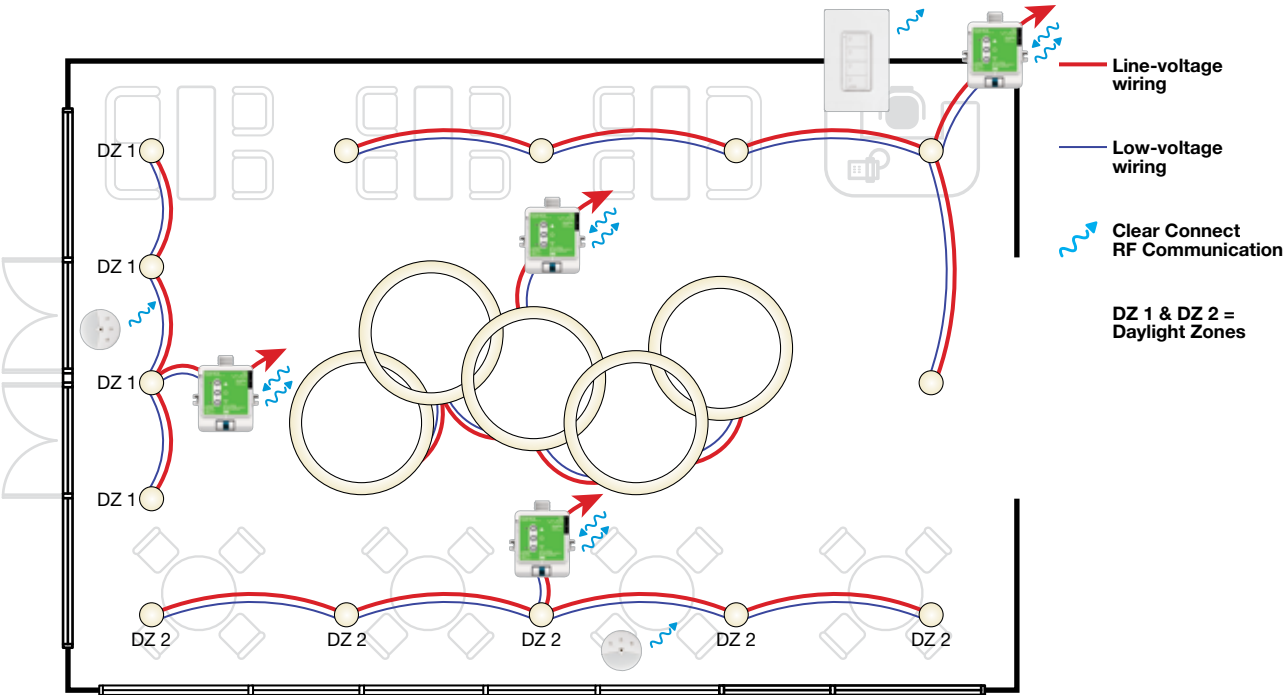 Line-voltage
wiring
DZ 1
Low-voltage
wiring
Clear Connect
RF Communication
DZ 1
DZ 1 & DZ 2 =
Daylight Zones
DZ 1
DZ 1
DZ 2
DZ 2
DZ 2
DZ 2
DZ 2